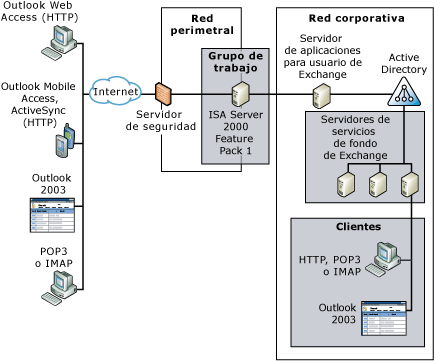 Outlook Web
Access (HTTP)
Outlook Mobile
Access,
ActiveSync
(HTTP)
Outlook
2003
POP3
o IMAP
Internet
Red
perimetral
Servidor
de seguridad
Grupo de
trabajo
ISA Server
2000
Feature
Pack 1
Red corporativa
Servidor
de aplicaciones
para usuario de
Exchange
Active
Directory
Servidores de
servicios
de fondo
de Exchange
Clientes
HTTP, POP3
o IMAP
Outlook
2003